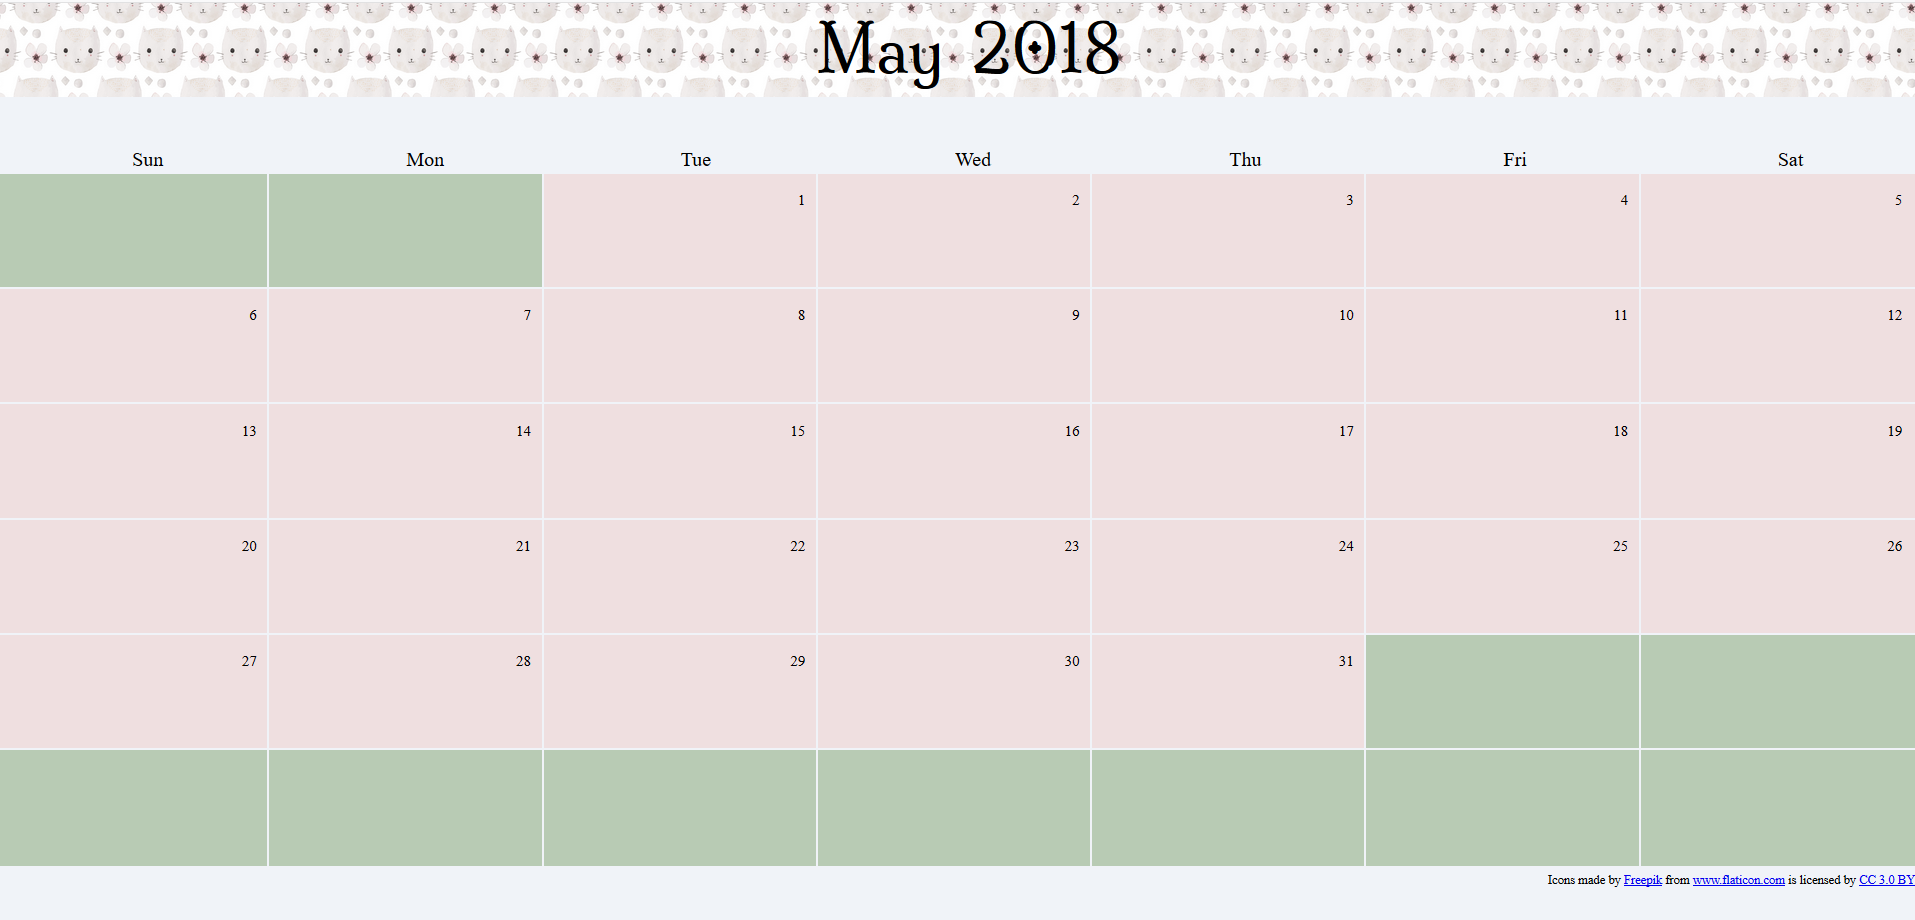 May 2018
Sun Mon Tue Wed Thu Fri Sat
1 2 3 4 5
6 7 8 9 10 11 12
13 14 15 16 17 18 19
20 21 22 23 24 25 26
27 28 29 30 31
Icons made by Freepik from www.flaticon.com is licensed by CC 3.0 BY